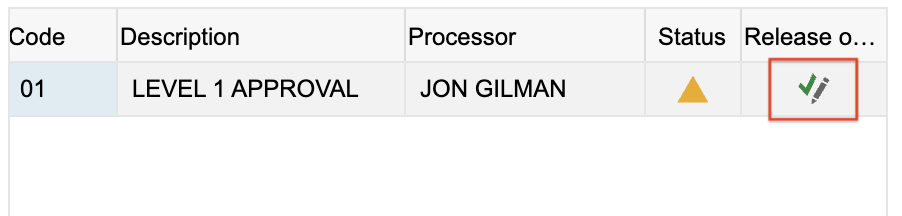 Code Description Processor Status Release o...
01 LEVEL 1 APPROVAL JON GILMAN